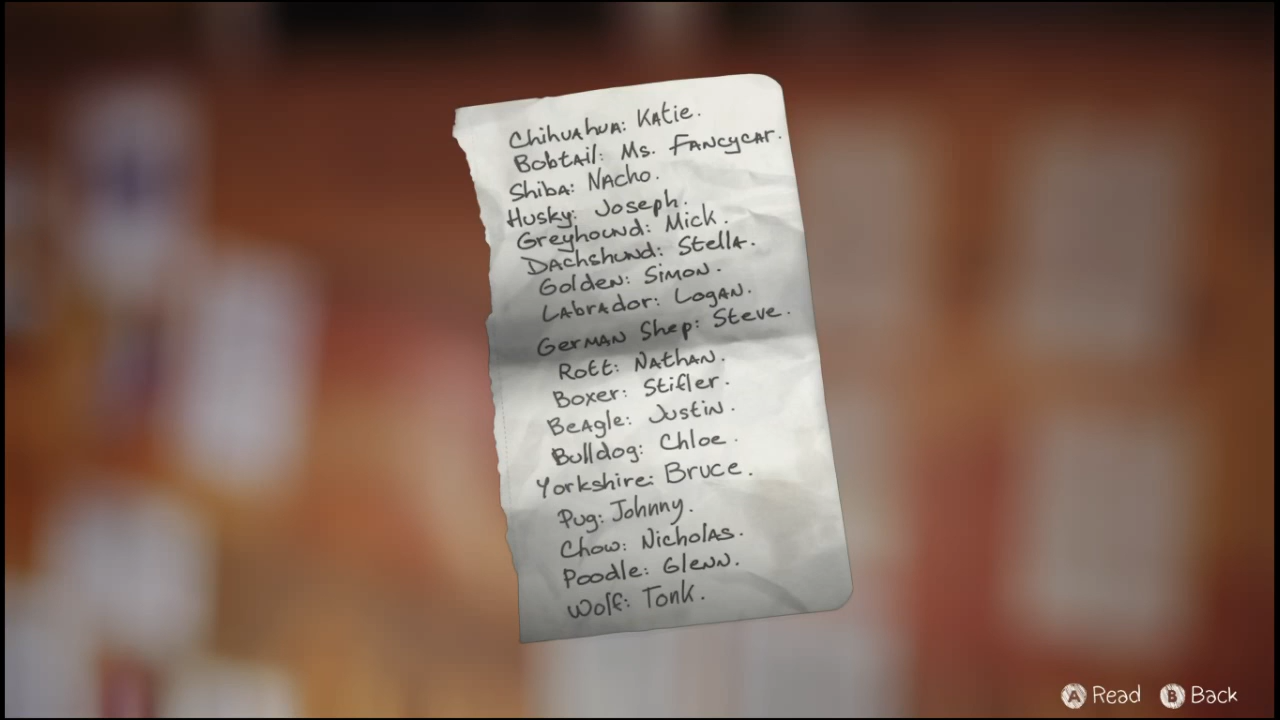 Chihuahua: Katie.
Bobtail: Ms. Fancycar.
Shiba: Nacho.
Husky: Joseph.
Greyhound: Mick.
Dachshund: Stella.
Golden: Simon.
Labrador: Logan.
German Shep: Steve.
Rott: Nathan.
Boxer: Stifler.
Beagle: Justin.
Bulldog: Chloe.
Yorkshire: Bruce.
Pug: Johnny.
Chow: Nicholas.
Poodle: Glenn.
Wolf: Tonk.
A Read B Back